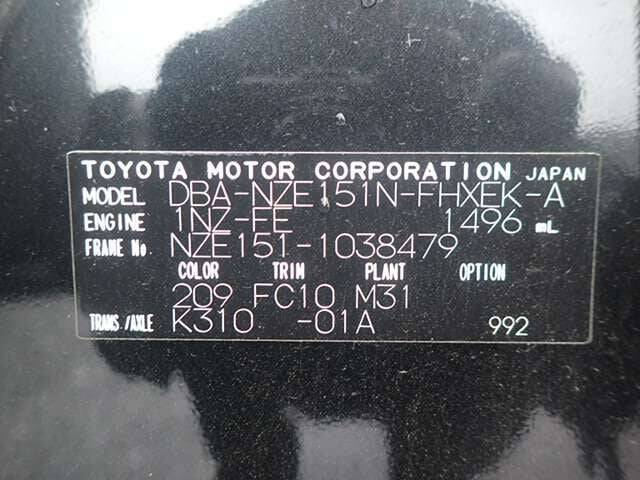 TOYOTA MOTOR CORPORATION JAPAN
MODEL DBA-NZE151N-FHXEK-A
ENGINE 1NZ-FE 1496 mL
FRAME No. NZE151-1038479
COLOR TRIM PLANT OPTION
209 FC10 M31
TRANS./AXLE K310 -01A 992